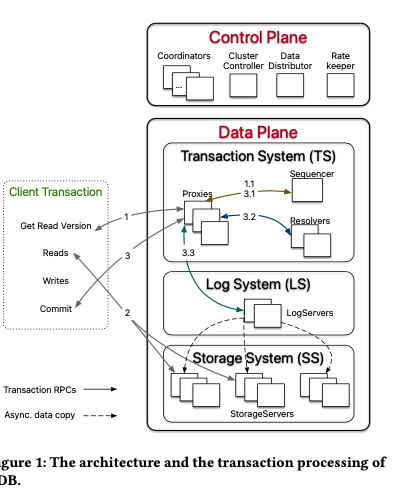 Control Plane
Coordinators
Cluster
Controller
Data
Distributor
Rate
keeper
...
Data Plane
Transaction System (TS)
Sequencer
Proxies
1.1
3.1
Client Transaction
Get Read Version
1
3.2
Resolvers
Reads
3
3.3
Writes
Log System (LS)
Commit
2
LogServers
Storage System (SS)
Transaction RPCs
Async. data copy
StorageServers
igure 1: The architecture and the transaction processing of
DB.